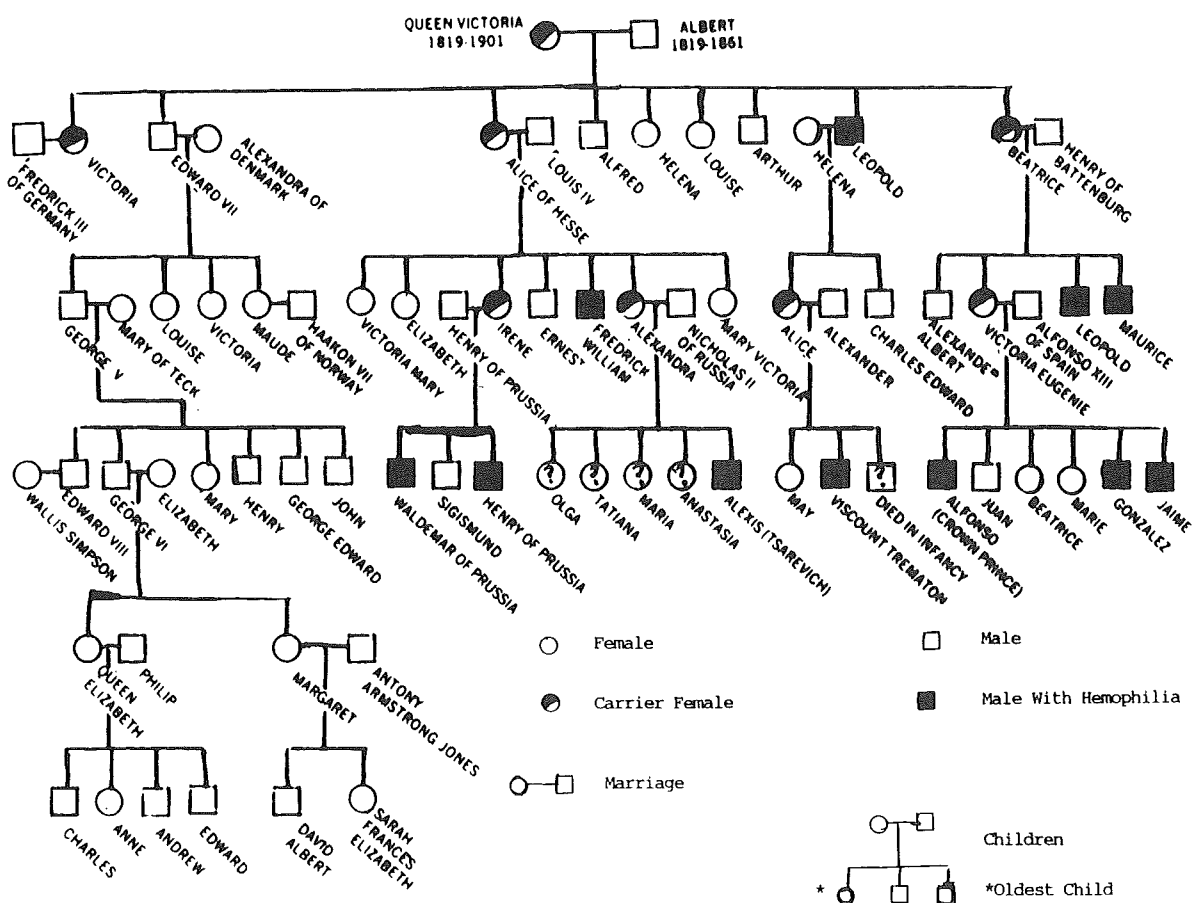 QUEEN VICTORIA
1819-1901
ALBERT
1819-1861
FREDRICK III
OF GERMANY
VICTORIA
EDWARD VII
ALEXANDRA OF
DENMARK
ALICE OF HESSE
LOUIS IV
ALFRED
HELENA
LOUISE
ARTHUR
HELENA
LEOPOLD
BEATRICE
HENRY OF
BATTENBURG
GEORGE V
MARY OF TECK
LOUISE
VICTORIA
MAUDE
HAAKON VII
OF NORWAY
VICTORIA MARY
ELIZABETH
HENRY OF PRUSSIA
IRENE
ERNEST
FREDRICK
WILLIAM
ALEXANDRA
NICHOLAS II
OF RUSSIA
MARY VICTORIA
ALICE
ALEXANDER
CHARLES EDWARD
ALBERT
VICTORIA EUGENIE
ALFONSO XIII
OF SPAIN
LEOPOLD
MAURICE
WALLIS SIMPSON
EDWARD VIII
GEORGE VI
ELIZABETH
MARY
HENRY
GEORGE EDWARD
JOHN
WALDEMAR OF PRUSSIA
SIGISMUND
HENRY OF PRUSSIA
?
OLGA
?
TATIANA
?
MARIA
?
ANASTASIA
ALEXIS (TSAREVICH)
MAY
VISCOUNT TREMATON
?
DIED IN INFANCY
ALFONSO
(CROWN PRINCE)
JUAN
BEATRICE
MARIE
GONZALEZ
JAIME
QUEEN
ELIZABETH
PHILIP
MARGARET
ANTONY
ARMSTRONG JONES
CHARLES
ANNE
ANDREW
EDWARD
DAVID
ALBERT
SARAH
FRANCES
ELIZABETH
Female
Male
Carrier Female
Male With Hemophilia
Marriage
Children
* *Oldest Child